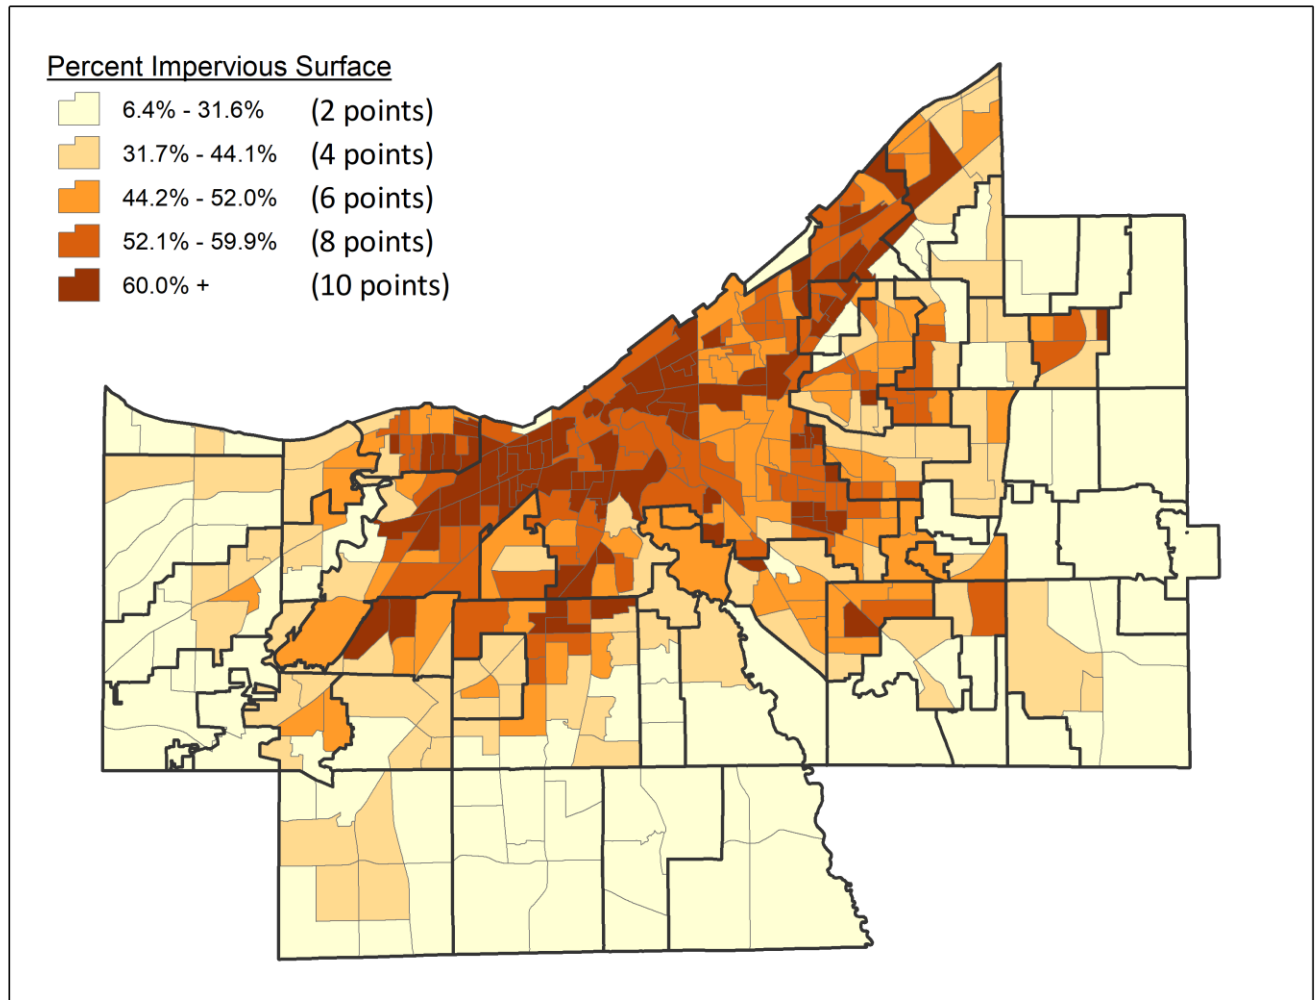 Percent Impervious Surface
6.4% - 31.6% (2 points)
31.7% - 44.1% (4 points)
44.2% - 52.0% (6 points)
52.1% - 59.9% (8 points)
60.0% + (10 points)